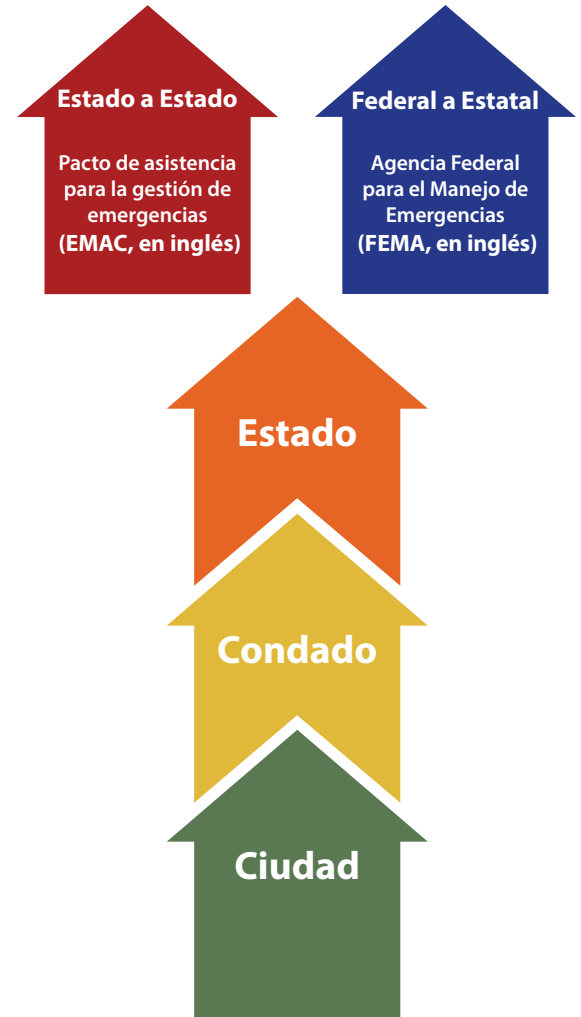 Estado a Estado
Pacto de asistencia
para la gestión de
emergencias
(EMAC, en inglés)
Federal a Estatal
Agencia Federal
para el Manejo de
Emergencias
(FEMA, en inglés)
Estado
Condado
Ciudad